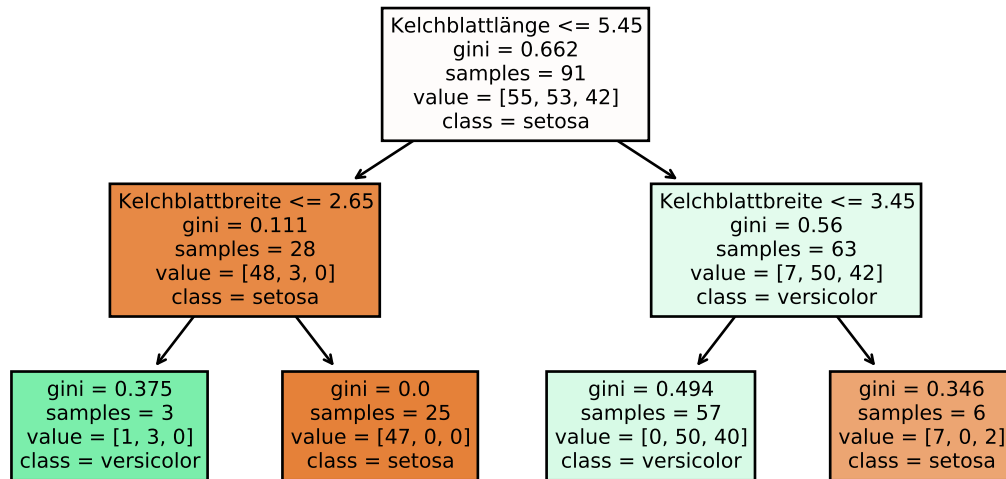 Kelchblattlänge <= 5.45
gini = 0.662
samples = 91
value = [55, 53, 42]
class = setosa
Kelchblattbreite <= 2.65
gini = 0.111
samples = 28
value = [48, 3, 0]
class = setosa
Kelchblattbreite <= 3.45
gini = 0.56
samples = 63
value = [7, 50, 42]
class = versicolor
gini = 0.375
samples = 3
value = [1, 3, 0]
class = versicolor
gini = 0.0
samples = 25
value = [47, 0, 0]
class = setosa
gini = 0.494
samples = 57
value = [0, 50, 40]
class = versicolor
gini = 0.346
samples = 6
value = [7, 0, 2]
class = setosa